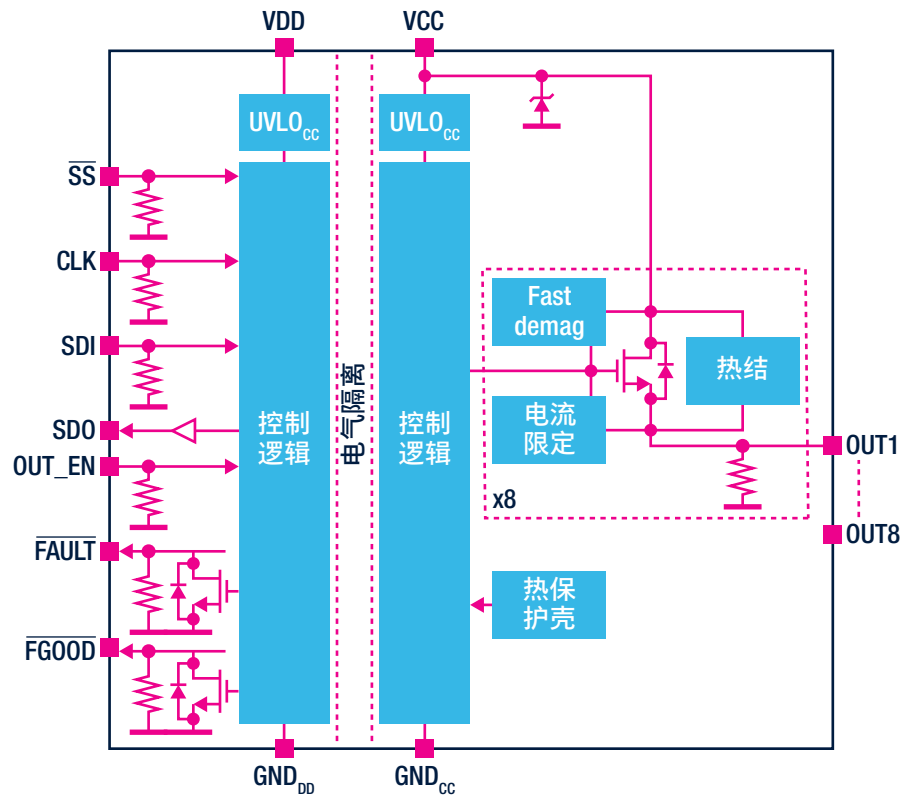 VDD
VCC
UVLOCC
UVLOCC
SS
CLK
SDI
SDO
OUT_EN
FAULT
FGOOD
控制
逻辑
电气隔离
控制
逻辑
Fast
demag
电流
限定
热结
x8
热保
护壳
OUT1
OUT8
GNDDD
GNDCC